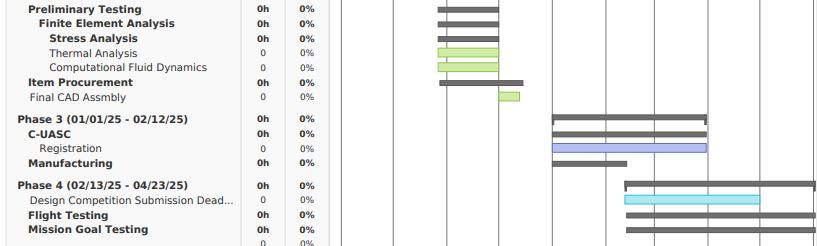 Preliminary Testing 0h 0%
Finite Element Analysis 0h 0%
Stress Analysis 0h 0%
Thermal Analysis 0 0%
Computational Fluid Dynamics 0 0%
Item Procurement 0h 0%
Final CAD Assmbly 0 0%
Phase 3 (01/01/25 - 02/12/25) 0h 0%
C-UASC 0h 0%
Registration 0 0%
Manufacturing 0h 0%
Phase 4 (02/13/25 - 04/23/25) 0h 0%
Design Competition Submission Dead... 0 0%
Flight Testing 0h 0%
Mission Goal Testing 0h 0%
0 0%